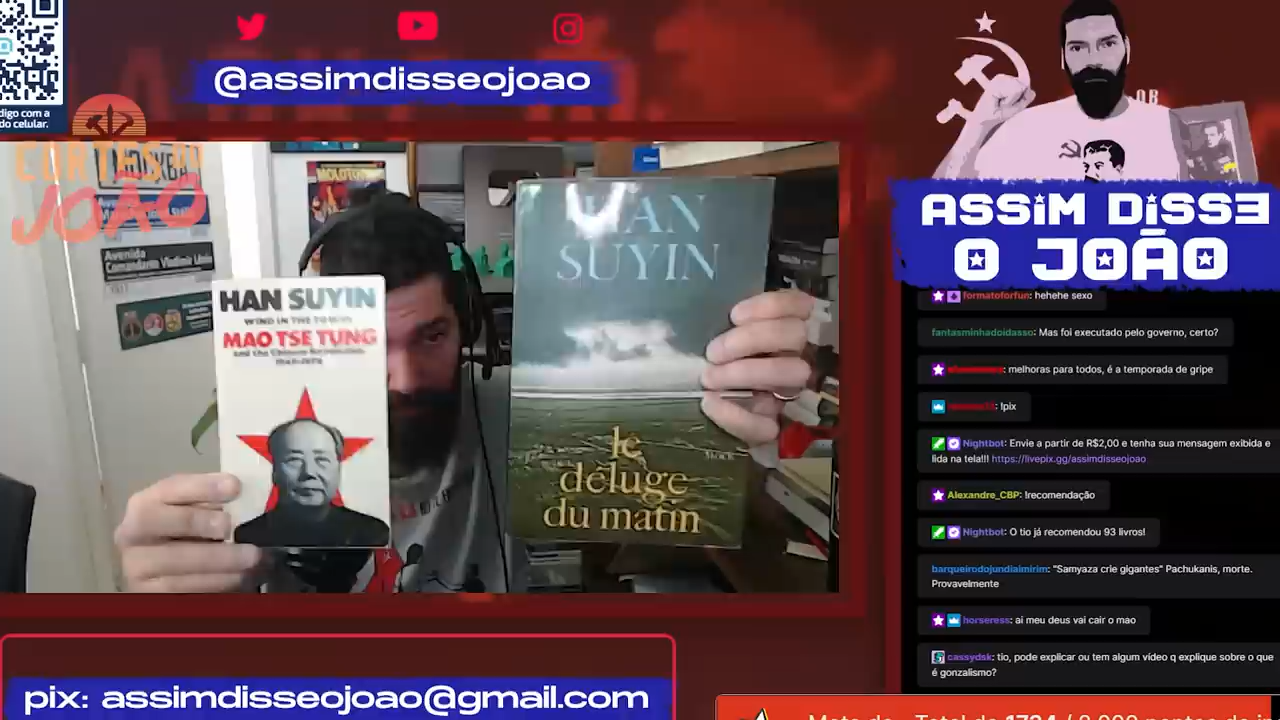 digo com a
do celular.
@assimdisseojoao
CORTES DO
JOÃO
MOLOTOV
Avenida
Comandante Vladimir
HAN SUYIN
WIND IN THE TOWER
MAO TSE TUNG
and the Chinese Revolution
HAN
SUYIN
le
déluge
du matin
STOCK
pix: assimdisseojoao@gmail.com
ASSIM DISSE
O JOÃO
formatoforfun: hehehe sexo
fantasminhadoidasso: Mas foi executado pelo governo, certo?
: melhoras para todos, é a temporada de gripe
: !pix
Nightbot: Envie a partir de R$2,00 e tenha sua mensagem exibida e
lida na tela!!! https://livepix.gg/assimdisseojoao
Alexandre_CBP: !recomendação
Nightbot: O tio já recomendou 93 livros!
barqueirodojundiaimirim: "Samyaza crie gigantes" Pachukanis, morte.
Provavelmente
horseress: ai meu deus vai cair o mao
cassydsk: tio, pode explicar ou tem algum vídeo q explique sobre o que
é gonzalismo?